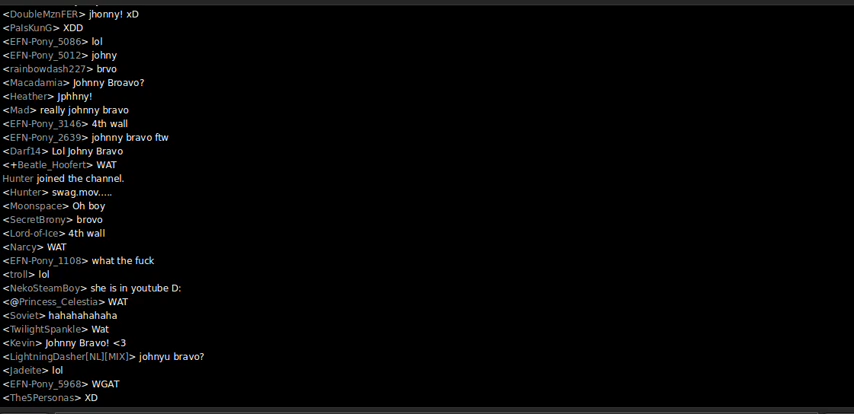 <DoubleMznFER> jhonny! xD
<PalsKunG> XDD
<EFN-Pony_5086> lol
<EFN-Pony_5012> johny
<rainbowdash227> brvo
<Macadamia> Johnny Broavo?
<Heather> Jphhny!
<Mad> really johnny bravo
<EFN-Pony_3146> 4th wall
<EFN-Pony_2639> johnny bravo ftw
<Darf14> Lol Johny Bravo
<+Beatle_Hoofert> WAT
Hunter joined the channel.
<Hunter> swag.mov.....
<Moonspace> Oh boy
<SecretBrony> brovo
<Lord-of-Ice> 4th wall
<Narcy> WAT
<EFN-Pony_1108> what the fuck
<troll> lol
<NekoSteamBoy> she is in youtube D:
<@Princess_Celestia> WAT
<Soviet> hahahahahaha
<TwilightSpankle> Wat
<Kevin> Johnny Bravo! <3
<LightningDasher[NL][MIX]> johnyu bravo?
<Jadeite> lol
<EFN-Pony_5968> WGAT
<The5Personas> XD